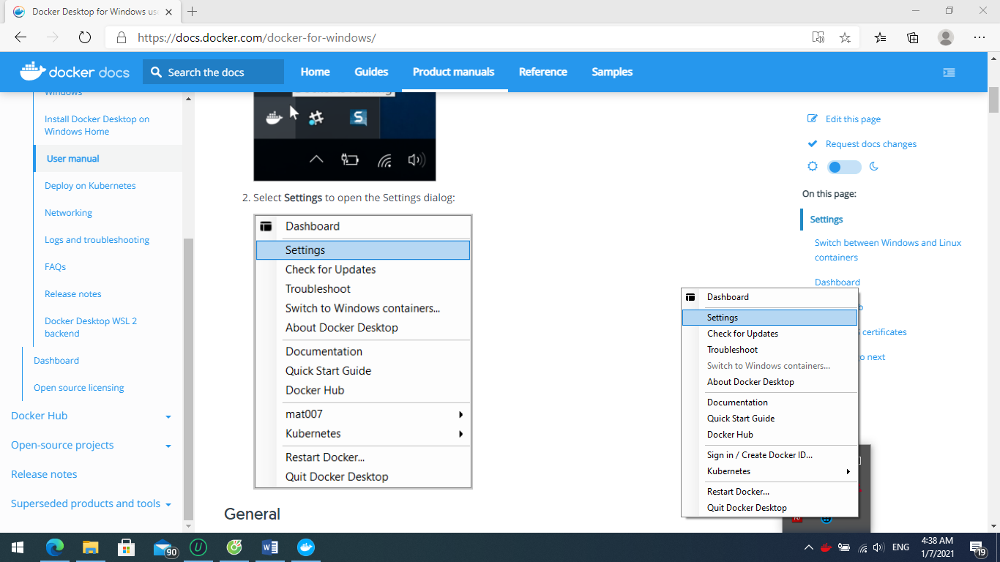 Docker Desktop for Windows use
https://docs.docker.com/docker-for-windows/
docker docs
Search the docs
Home
Guides
Product manuals
Reference
Samples
Windows
Install Docker Desktop on
Windows Home
User manual
Deploy on Kubernetes
Networking
Logs and troubleshooting
FAQs
Release notes
Docker Desktop WSL 2
backend
Dashboard
Open source licensing
Docker Hub
Open-source projects
Release notes
Superseded products and tools
2. Select Settings to open the Settings dialog:
Dashboard
Settings
Check for Updates
Troubleshoot
Switch to Windows containers...
About Docker Desktop
Documentation
Quick Start Guide
Docker Hub
mat007
Kubernetes
Restart Docker...
Quit Docker Desktop
General
Edit this page
Request docs changes
On this page:
Settings
Switch between Windows and Linux
containers
Dashboard
b
certificates
o next
Dashboard
Settings
Check for Updates
Troubleshoot
Switch to Windows containers...
About Docker Desktop
Documentation
Quick Start Guide
Docker Hub
Sign in / Create Docker ID...
Kubernetes
Restart Docker...
Quit Docker Desktop
90
ENG
4:38 AM
1/7/2021
19